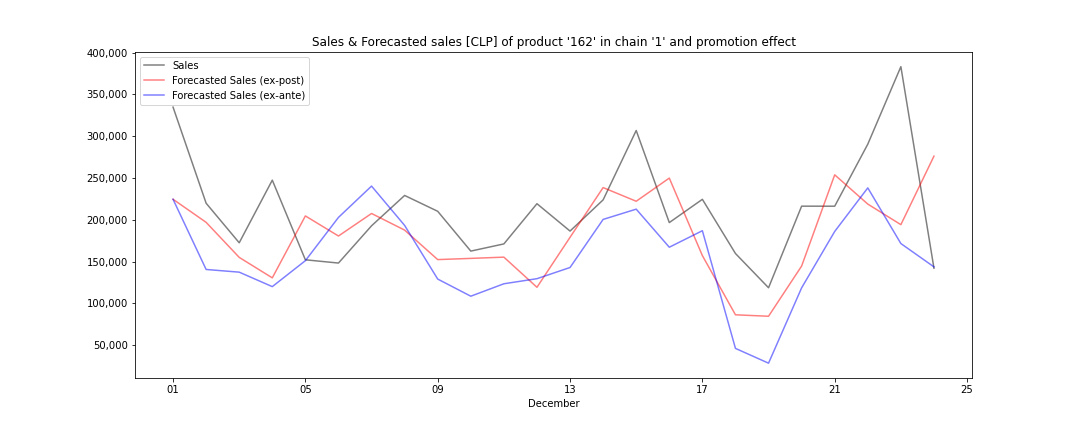 Sales & Forecasted sales [CLP] of product '162' in chain '1' and promotion effect
400,000
350,000
300,000
250,000
200,000
150,000
100,000
50,000
Sales
Forecasted Sales (ex-post)
Forecasted Sales (ex-ante)
01 05 09 13 17 21 25
December